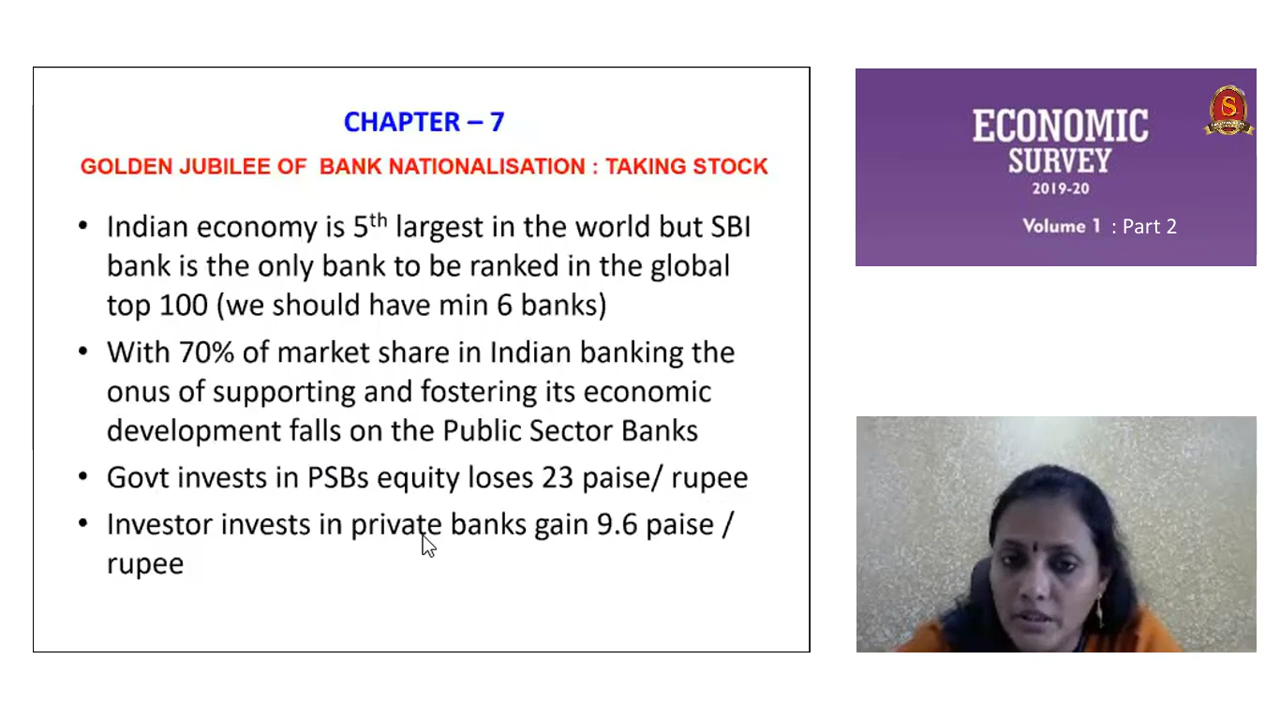 CHAPTER – 7
GOLDEN JUBILEE OF BANK NATIONALISATION : TAKING STOCK
• Indian economy is 5th largest in the world but SBI
bank is the only bank to be ranked in the global
top 100 (we should have min 6 banks)
• With 70% of market share in Indian banking the
onus of supporting and fostering its economic
development falls on the Public Sector Banks
• Govt invests in PSBs equity loses 23 paise/ rupee
• Investor invests in private banks gain 9.6 paise /
rupee
ECONOMIC
SURVEY
2019-20
Volume 1 : Part 2
S